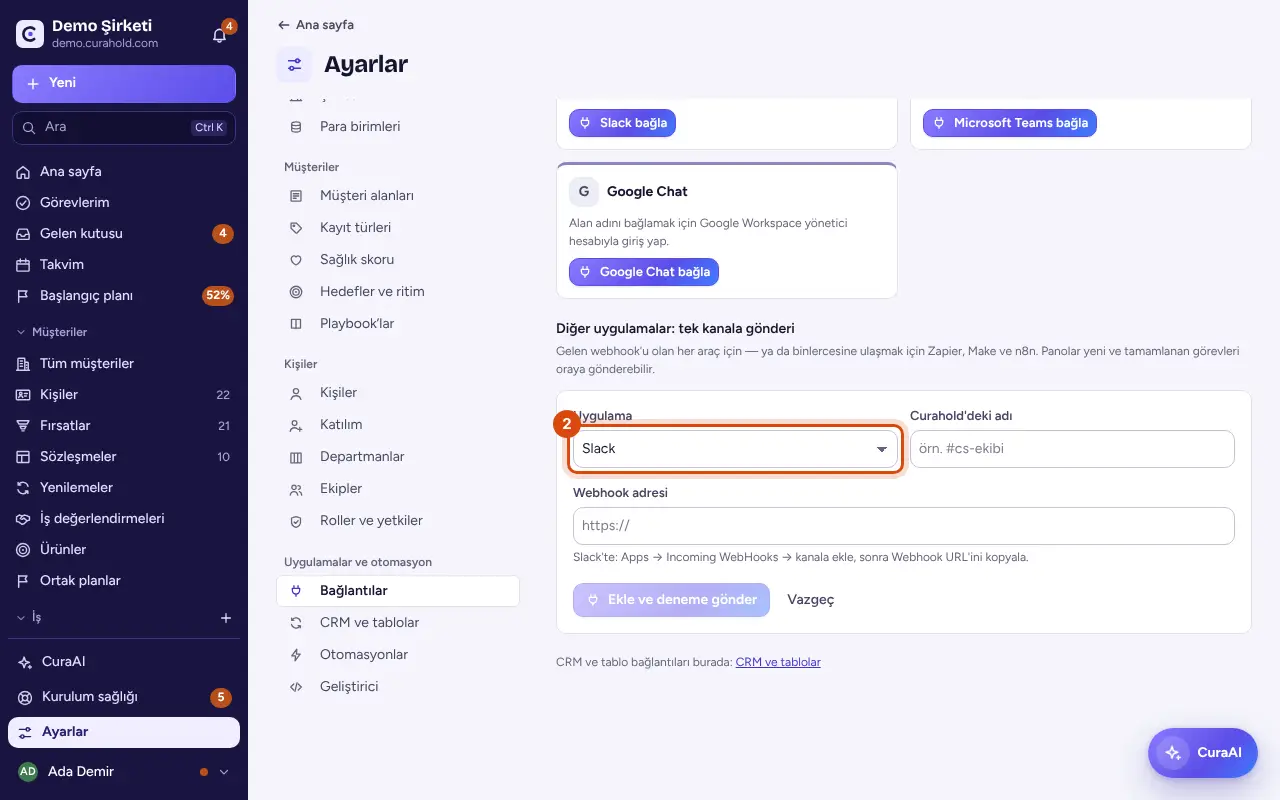 Demo Şirketi
demo.curahold.com
4
Yeni
Ara
Ctrl K
Ana sayfa
Görevlerim
Gelen kutusu
4
Takvim
Başlangıç planı
52%
Müşteriler
Tüm müşteriler
Kişiler
22
Fırsatlar
21
Sözleşmeler
10
Yenilemeler
İş değerlendirmeleri
Ürünler
Ortak planlar
İş
CuraAI
Kurulum sağlığı
5
Ayarlar
AD
Ada Demir
← Ana sayfa
Ayarlar
Para birimleri
Müşteriler
Müşteri alanları
Kayıt türleri
Sağlık skoru
Hedefler ve ritim
Playbook'lar
Kişiler
Kişiler
Katılım
Departmanlar
Ekipler
Roller ve yetkiler
Uygulamalar ve otomasyon
Bağlantılar
CRM ve tablolar
Otomasyonlar
Geliştirici
Slack bağla
Microsoft Teams bağla
G
Google Chat
Alan adını bağlamak için Google Workspace yönetici
hesabıyla giriş yap.
Google Chat bağla
Diğer uygulamalar: tek kanala gönderi
Gelen webhook'u olan her araç için — ya da binlercesine ulaşmak için Zapier, Make ve n8n. Panolar yeni ve tamamlanan görevleri
oraya gönderebilir.
2
Uygulama
Slack
Curahold'deki adı
örn. #cs-ekibi
Webhook adresi
https://
Slack'te: Apps → Incoming WebHooks → kanala ekle, sonra Webhook URL'ini kopyala.
Ekle ve deneme gönder
Vazgeç
CRM ve tablo bağlantıları burada: CRM ve tablolar
CuraAI